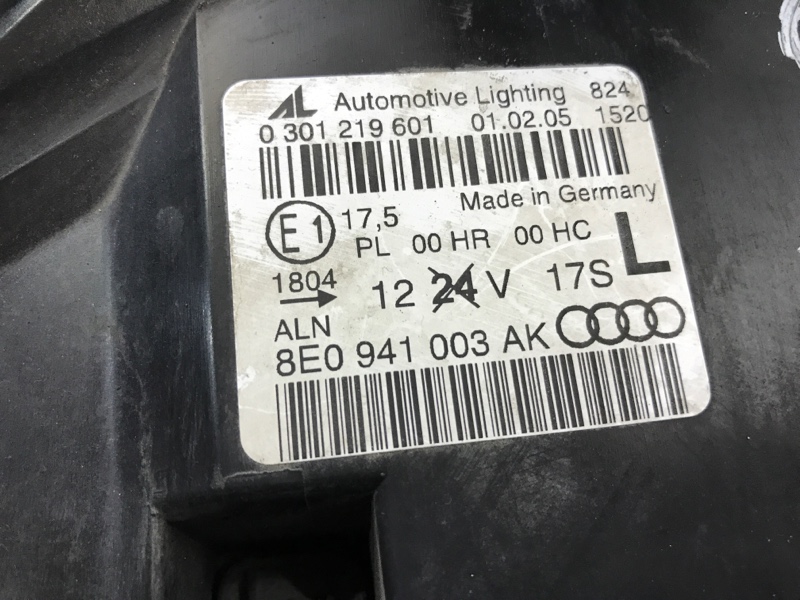 AL Automotive Lighting 824
0 301 219 601 01.02.05 1520
Made in Germany
E1 17,5
PL 00 HR 00 HC L
1804
12 24 V 17S
ALN
8E0 941 003 AK